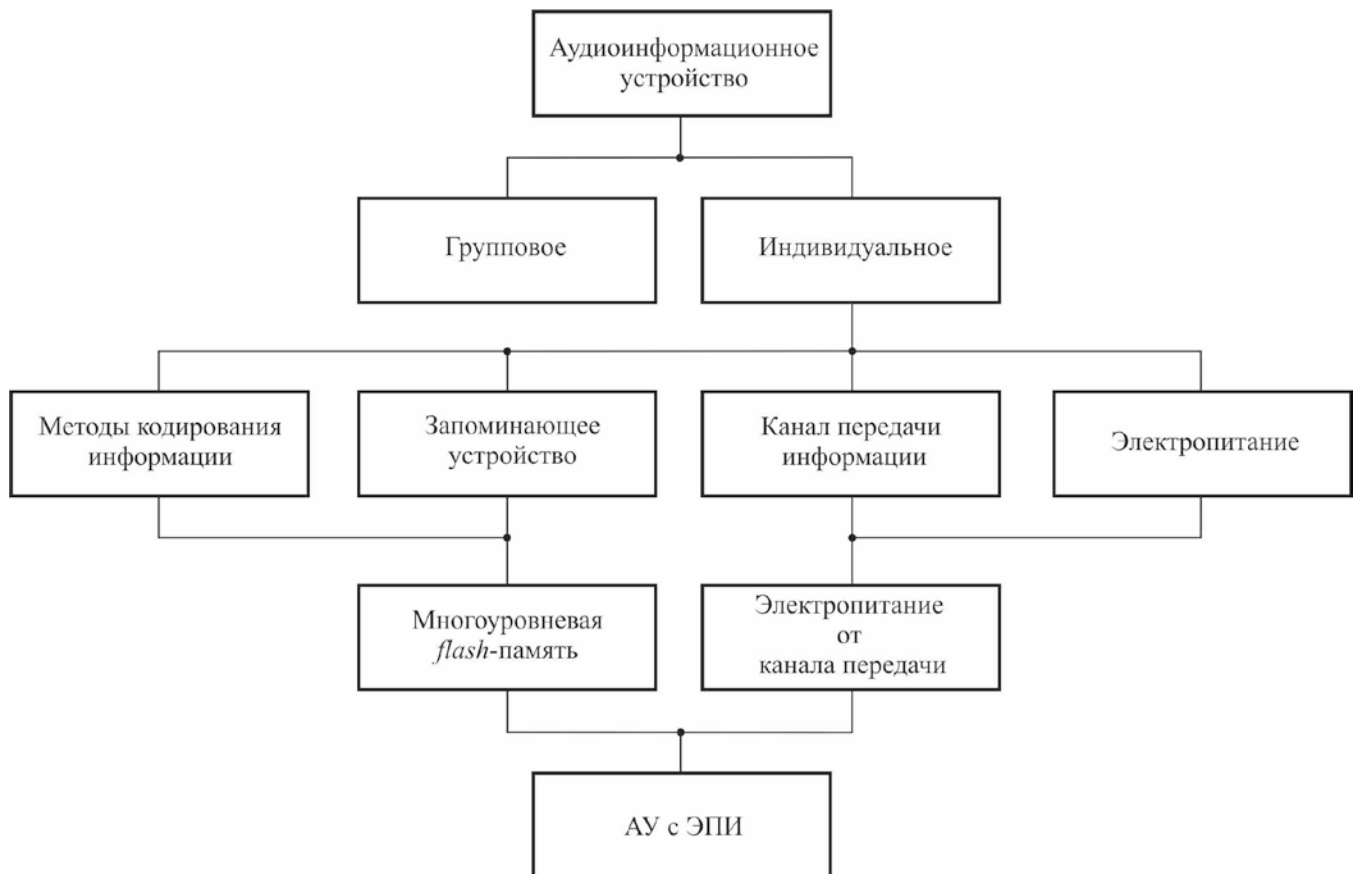 Аудиоинформационное
устройство
Групповое
Индивидуальное
Методы кодирования
информации
Запоминающее
устройство
Канал передачи
информации
Электропитание
Многоуровневая
flash-память
Электропитание
от
канала передачи
АУ с ЭПИ